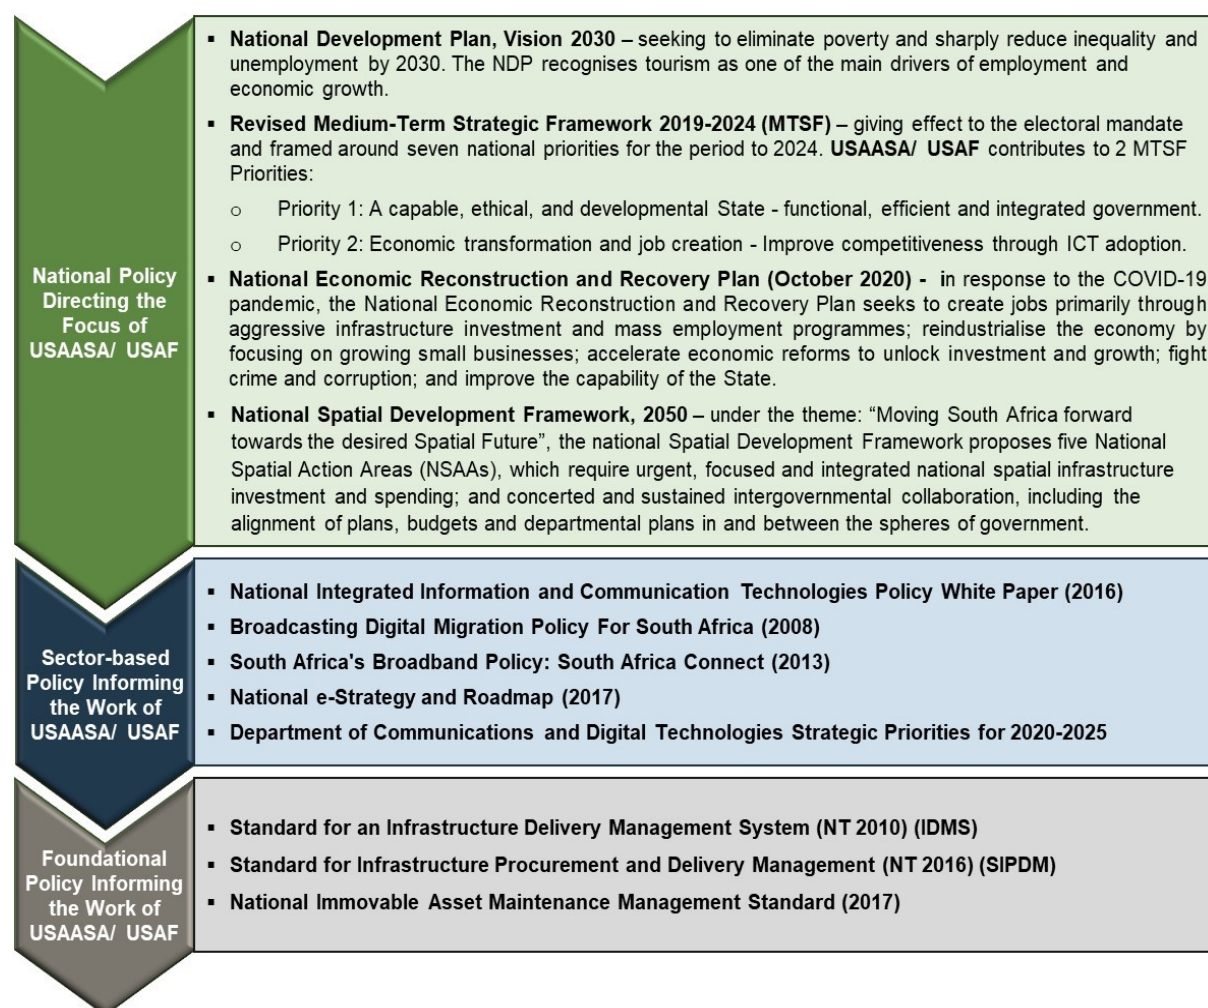 National Policy
Directing the
Focus of
USAASA/ USAF
▪ National Development Plan, Vision 2030 – seeking to eliminate poverty and sharply reduce inequality and
unemployment by 2030. The NDP recognises tourism as one of the main drivers of employment and
economic growth.
▪ Revised Medium-Term Strategic Framework 2019-2024 (MTSF) – giving effect to the electoral mandate
and framed around seven national priorities for the period to 2024. USAASA/ USAF contributes to 2 MTSF
Priorities:
o Priority 1: A capable, ethical, and developmental State - functional, efficient and integrated government.
o Priority 2: Economic transformation and job creation - Improve competitiveness through ICT adoption.
▪ National Economic Reconstruction and Recovery Plan (October 2020) - in response to the COVID-19
pandemic, the National Economic Reconstruction and Recovery Plan seeks to create jobs primarily through
aggressive infrastructure investment and mass employment programmes; reindustrialise the economy by
focusing on growing small businesses; accelerate economic reforms to unlock investment and growth; fight
crime and corruption; and improve the capability of the State.
▪ National Spatial Development Framework, 2050 – under the theme: “Moving South Africa forward
towards the desired Spatial Future”, the national Spatial Development Framework proposes five National
Spatial Action Areas (NSAAs), which require urgent, focused and integrated national spatial infrastructure
investment and spending; and concerted and sustained intergovernmental collaboration, including the
alignment of plans, budgets and departmental plans in and between the spheres of government.
Sector-based
Policy Informing
the Work of
USAASA/ USAF
▪ National Integrated Information and Communication Technologies Policy White Paper (2016)
▪ Broadcasting Digital Migration Policy For South Africa (2008)
▪ South Africa's Broadband Policy: South Africa Connect (2013)
▪ National e-Strategy and Roadmap (2017)
▪ Department of Communications and Digital Technologies Strategic Priorities for 2020-2025
Foundational
Policy Informing
the Work of
USAASA/ USAF
▪ Standard for an Infrastructure Delivery Management System (NT 2010) (IDMS)
▪ Standard for Infrastructure Procurement and Delivery Management (NT 2016) (SIPDM)
▪ National Immovable Asset Maintenance Management Standard (2017)